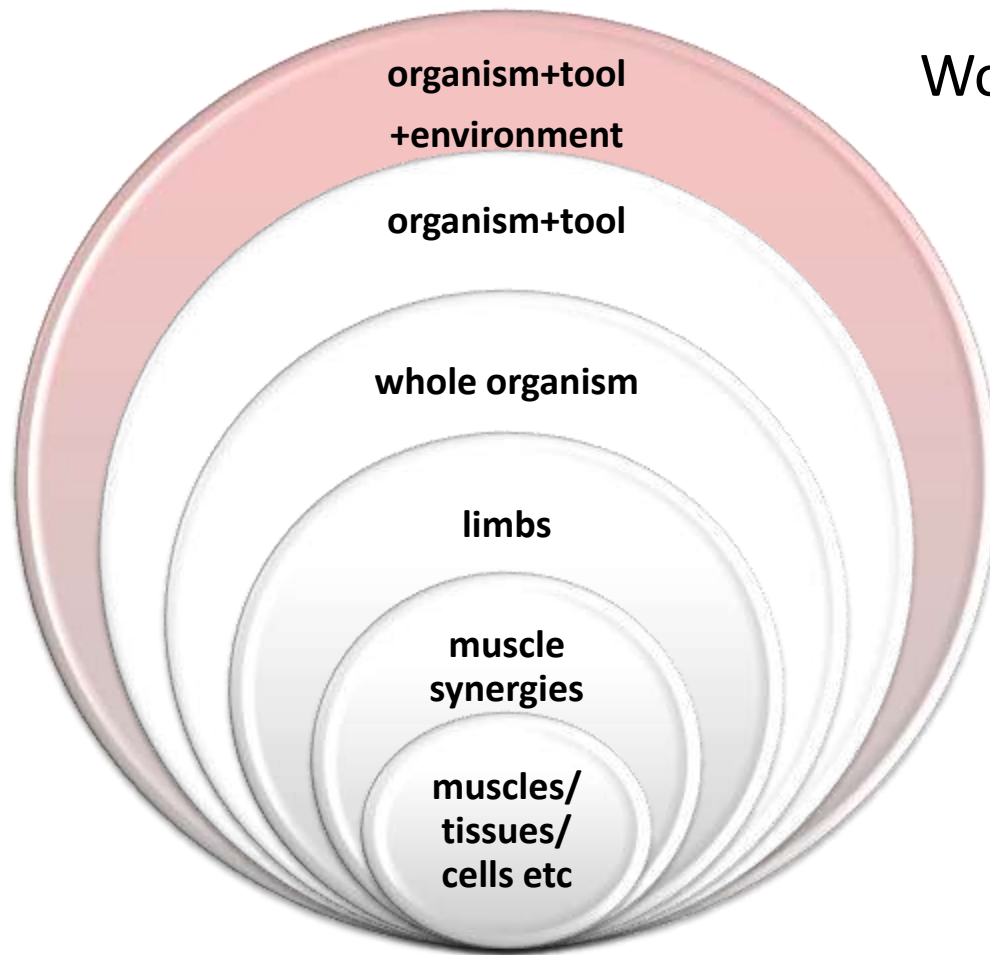 organism+tool
+environment
organism+tool
whole organism
limbs
muscle
synergies
muscles/
tissues/
cells etc